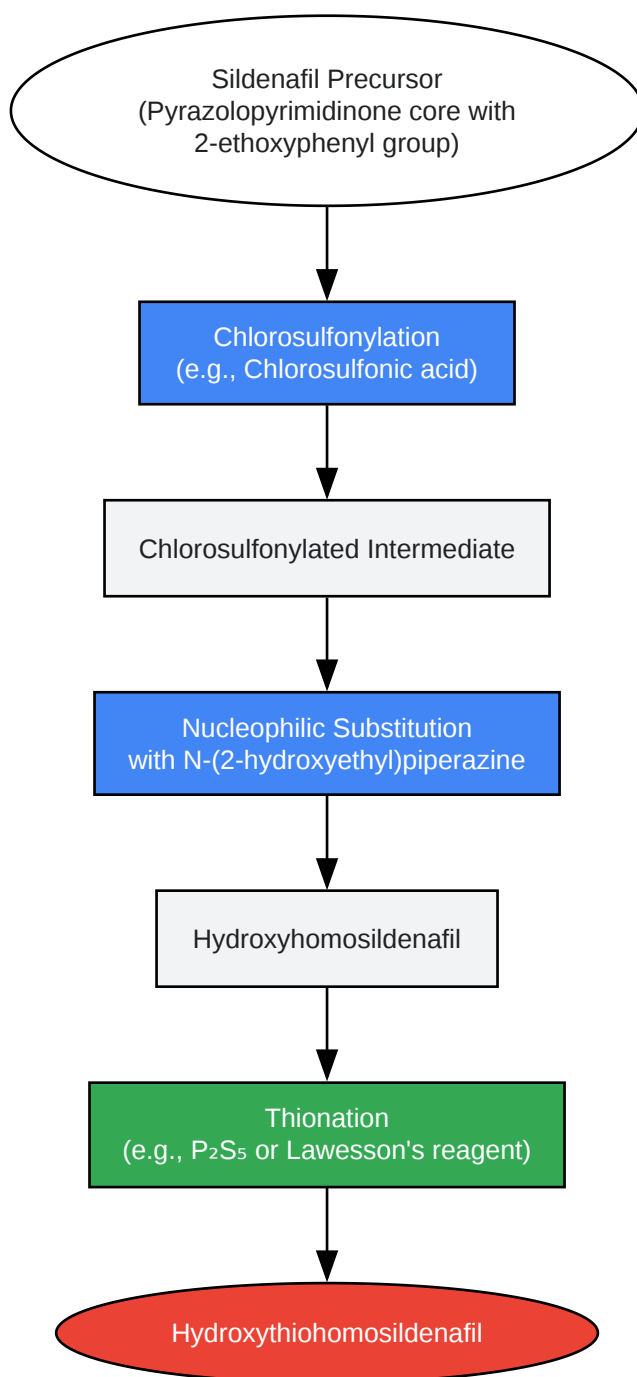 Sildenafil Precursor
(Pyrazolopyrimidinone core with
2-ethoxyphenyl group)
Chlorosulfonylation
(e.g., Chlorosulfonic acid)
Chlorosulfonylated Intermediate
Nucleophilic Substitution
with N-(2-hydroxyethyl)piperazine
Hydroxyhomosildenafil
Thionation
(e.g., P₂S₅ or Lawesson's reagent)
Hydroxythiohomosildenafil